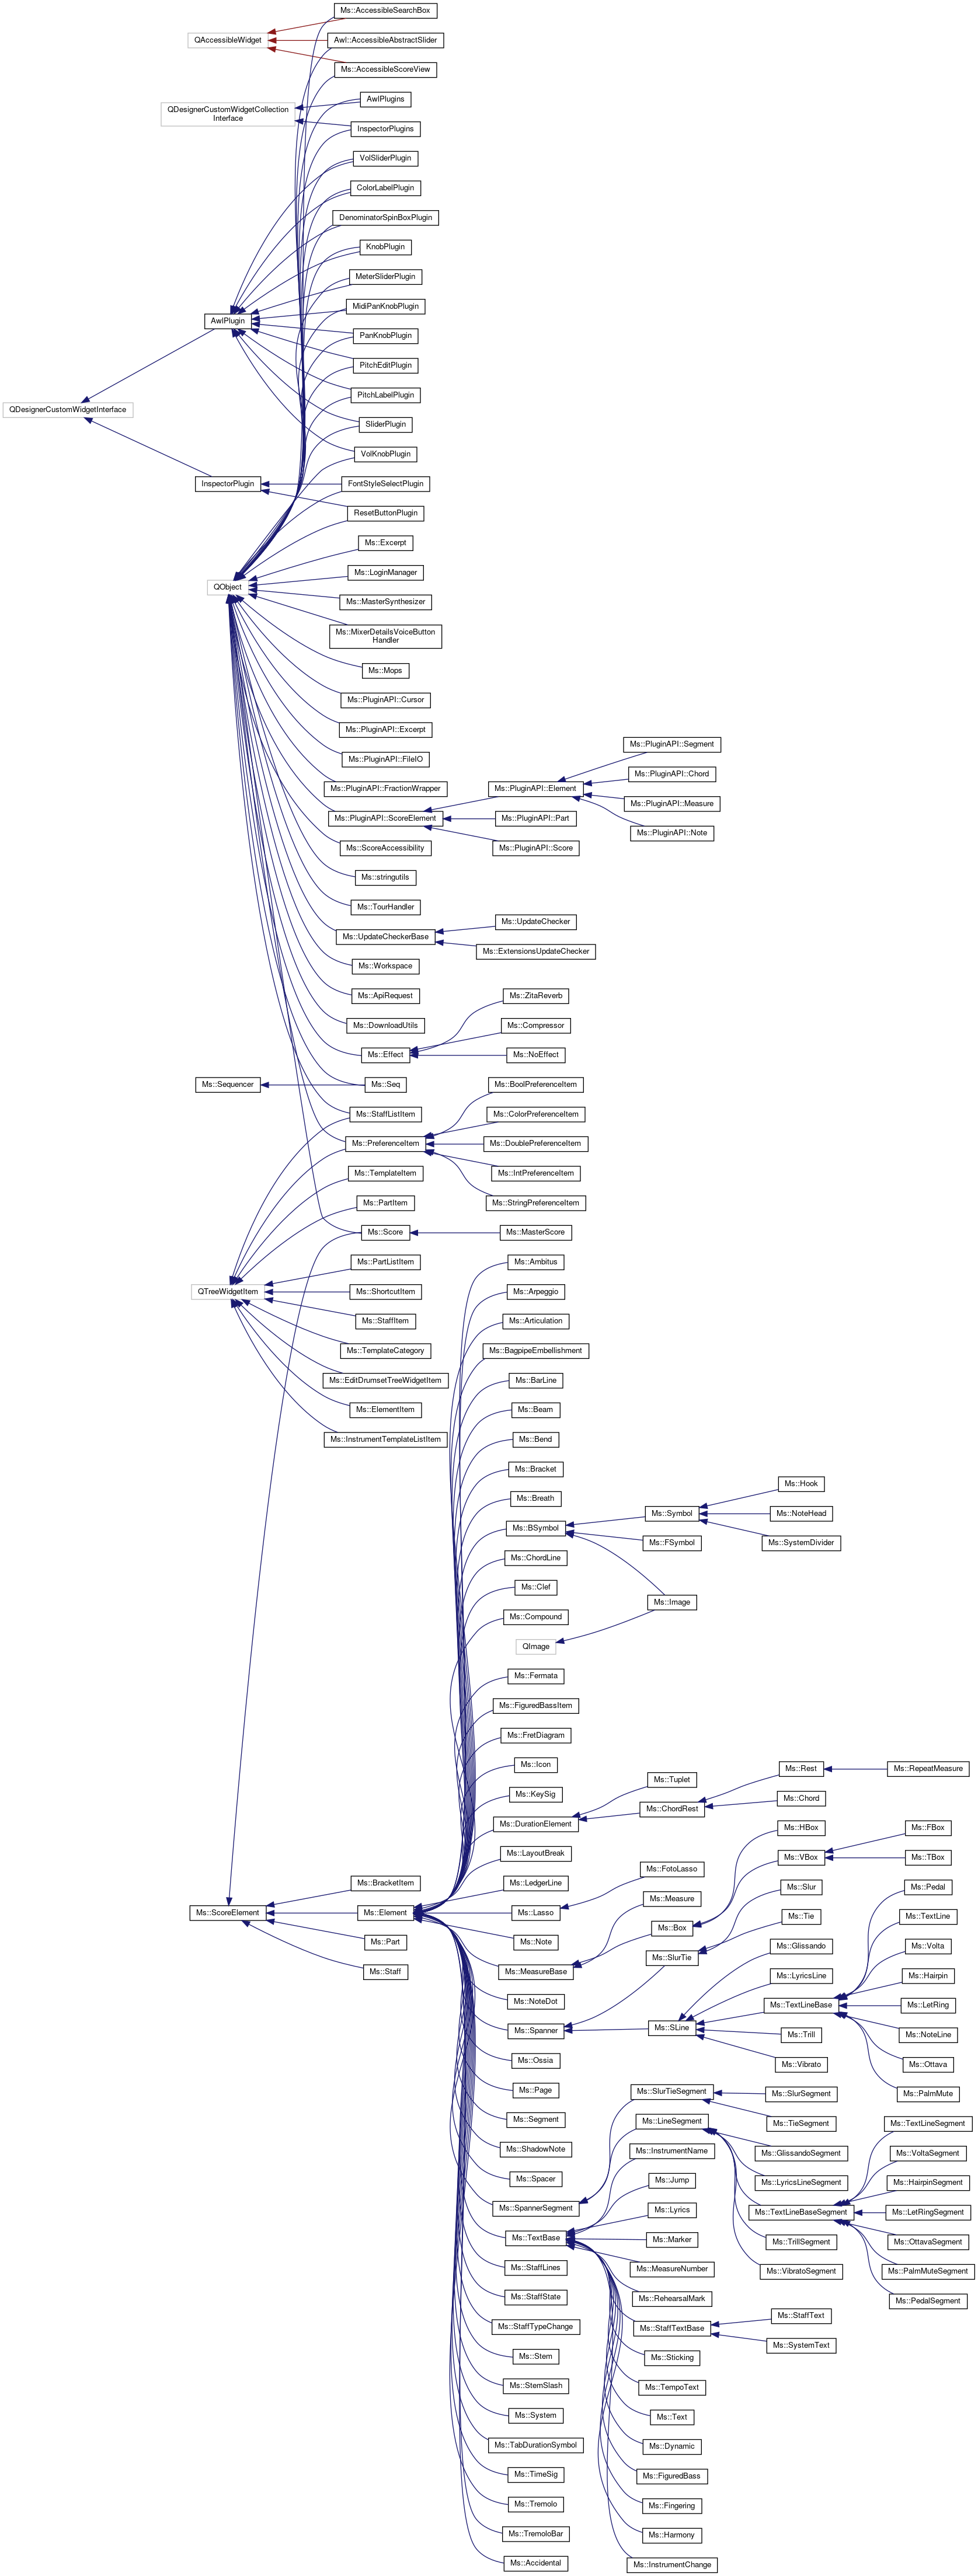 Ms::AccessibleSearchBox
QAccessibleWidget
Awl::AccessibleAbstractSlider
Ms::AccessibleScoreView
QDesignerCustomWidgetCollection
Interface
AwlPlugins
InspectorPlugins
VolSliderPlugin
ColorLabelPlugin
DenominatorSpinBoxPlugin
KnobPlugin
MeterSliderPlugin
MidiPanKnobPlugin
AwlPlugin
PanKnobPlugin
PitchEditPlugin
PitchLabelPlugin
QDesignerCustomWidgetInterface
SliderPlugin
VolKnobPlugin
InspectorPlugin
FontStyleSelectPlugin
ResetButtonPlugin
Ms::Excerpt
Ms::LoginManager
QObject
Ms::MasterSynthesizer
Ms::MixerDetailsVoiceButton
Handler
Ms::Mops
Ms::PluginAPI::Cursor
Ms::PluginAPI::Excerpt
Ms::PluginAPI::FileIO
Ms::PluginAPI::FractionWrapper
Ms::PluginAPI::ScoreElement
Ms::PluginAPI::Element
Ms::PluginAPI::Segment
Ms::PluginAPI::Chord
Ms::PluginAPI::Measure
Ms::PluginAPI::Note
Ms::PluginAPI::Part
Ms::PluginAPI::Score
Ms::ScoreAccessibility
Ms::stringutils
Ms::TourHandler
Ms::UpdateCheckerBase
Ms::UpdateChecker
Ms::ExtensionsUpdateChecker
Ms::Workspace
Ms::ApiRequest
Ms::DownloadUtils
Ms::Effect
Ms::ZitaReverb
Ms::Compressor
Ms::NoEffect
Ms::Sequencer
Ms::Seq
Ms::StaffListItem
Ms::PreferenceItem
Ms::BoolPreferenceItem
Ms::ColorPreferenceItem
Ms::DoublePreferenceItem
Ms::IntPreferenceItem
Ms::StringPreferenceItem
Ms::TemplateItem
Ms::PartItem
Ms::Score
Ms::MasterScore
Ms::PartListItem
QTreeWidgetItem
Ms::ShortcutItem
Ms::StaffItem
Ms::TemplateCategory
Ms::EditDrumsetTreeWidgetItem
Ms::ElementItem
Ms::InstrumentTemplateListItem
Ms::Ambitus
Ms::Arpeggio
Ms::Articulation
Ms::BagpipeEmbellishment
Ms::BarLine
Ms::Beam
Ms::Bend
Ms::Bracket
Ms::Breath
Ms::BSymbol
Ms::Symbol
Ms::Hook
Ms::NoteHead
Ms::SystemDivider
Ms::FSymbol
Ms::ChordLine
Ms::Clef
Ms::Image
Ms::Compound
QImage
Ms::Fermata
Ms::FiguredBassItem
Ms::FretDiagram
Ms::Icon
Ms::KeySig
Ms::DurationElement
Ms::Tuplet
Ms::ChordRest
Ms::Rest
Ms::RepeatMeasure
Ms::Chord
Ms::LayoutBreak
Ms::LedgerLine
Ms::ScoreElement
Ms::BracketItem
Ms::Element
Ms::Part
Ms::Staff
Ms::Lasso
Ms::FotoLasso
Ms::Note
Ms::MeasureBase
Ms::Measure
Ms::Box
Ms::HBox
Ms::VBox
Ms::FBox
Ms::TBox
Ms::NoteDot
Ms::Spanner
Ms::SlurTie
Ms::Slur
Ms::Tie
Ms::SLine
Ms::Glissando
Ms::LyricsLine
Ms::TextLineBase
Ms::Trill
Ms::Vibrato
Ms::Pedal
Ms::TextLine
Ms::Volta
Ms::Hairpin
Ms::LetRing
Ms::NoteLine
Ms::Ottava
Ms::PalmMute
Ms::Ossia
Ms::Page
Ms::Segment
Ms::ShadowNote
Ms::Spacer
Ms::SpannerSegment
Ms::SlurTieSegment
Ms::SlurSegment
Ms::TieSegment
Ms::LineSegment
Ms::GlissandoSegment
Ms::LyricsLineSegment
Ms::TextLineBaseSegment
Ms::TrillSegment
Ms::VibratoSegment
Ms::TextLineSegment
Ms::VoltaSegment
Ms::HairpinSegment
Ms::LetRingSegment
Ms::OttavaSegment
Ms::PalmMuteSegment
Ms::PedalSegment
Ms::TextBase
Ms::InstrumentName
Ms::Jump
Ms::Lyrics
Ms::Marker
Ms::MeasureNumber
Ms::RehearsalMark
Ms::StaffTextBase
Ms::StaffText
Ms::SystemText
Ms::Sticking
Ms::TempoText
Ms::Text
Ms::Dynamic
Ms::FiguredBass
Ms::Fingering
Ms::Harmony
Ms::InstrumentChange
Ms::StaffLines
Ms::StaffState
Ms::StaffTypeChange
Ms::Stem
Ms::StemSlash
Ms::System
Ms::TabDurationSymbol
Ms::TimeSig
Ms::Tremolo
Ms::TremoloBar
Ms::Accidental